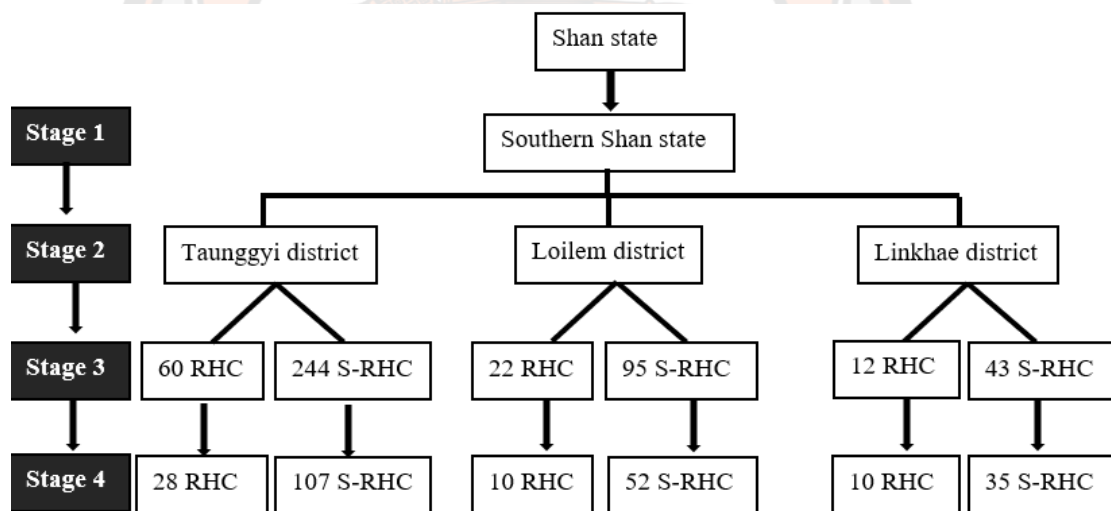 Shan state
Stage 1
Southern Shan state
Stage 2
Taunggyi district
Loilem district
Linkhae district
Stage 3
60 RHC
244 S-RHC
22 RHC
95 S-RHC
12 RHC
43 S-RHC
Stage 4
28 RHC
107 S-RHC
10 RHC
52 S-RHC
10 RHC
35 S-RHC